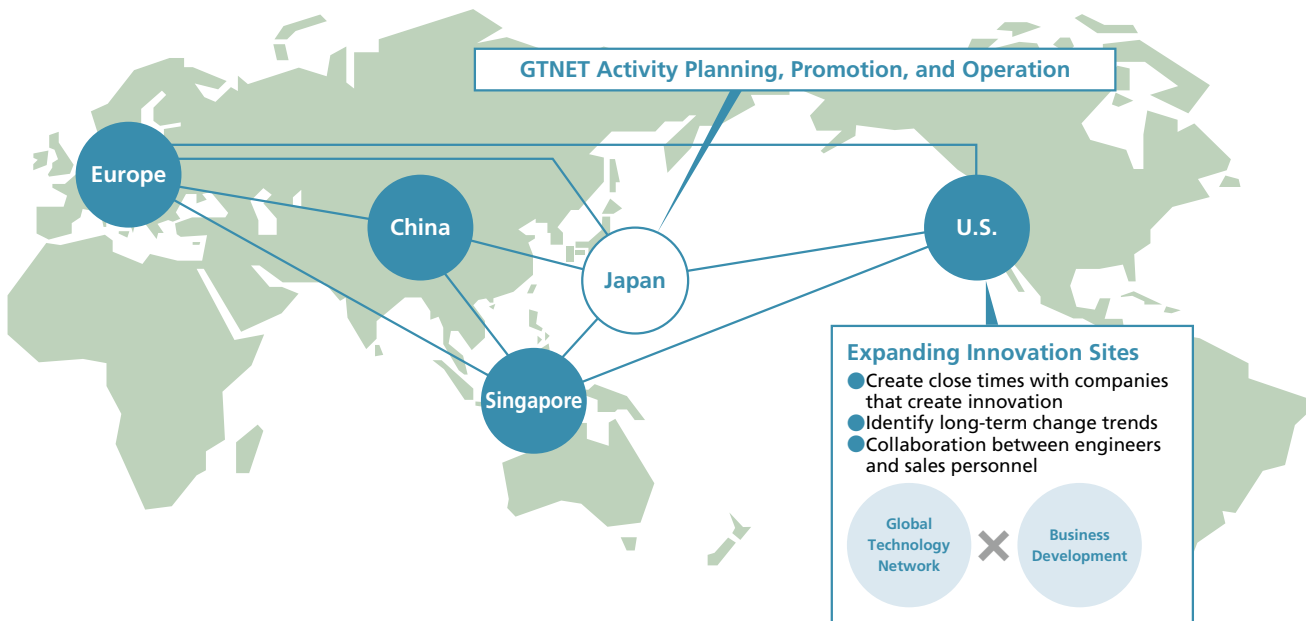 GTNET Activity Planning, Promotion, and Operation
Europe
China
Japan
U.S.
Singapore
Expanding Innovation Sites
●Create close times with companies
that create innovation
●Identify long-term change trends
●Collaboration between engineers
and sales personnel
Global
Technology
Network
×
Business
Development